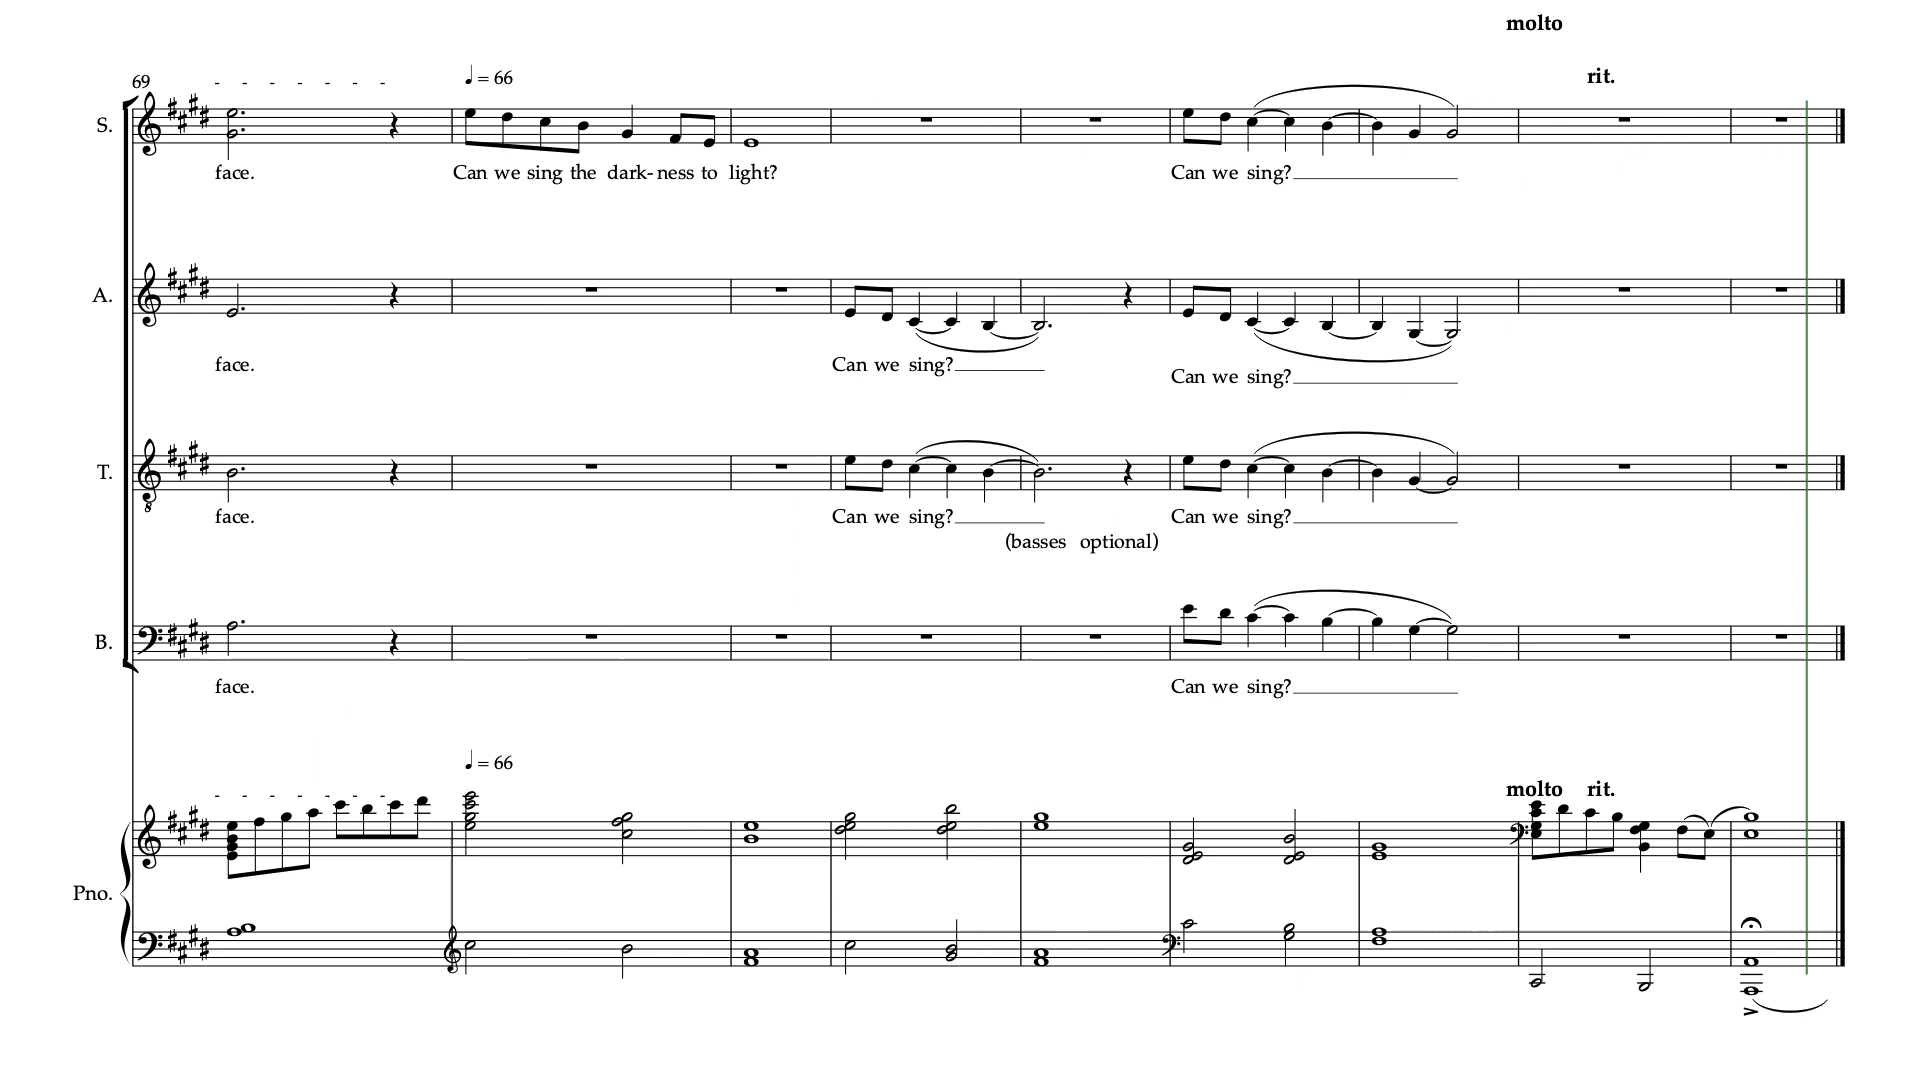 molto
69 - - - - - - - ♩ = 66 rit.
S.
face. Can we sing the dark- ness to light? Can we sing?
A.
face. Can we sing?
Can we sing?
T.
face. Can we sing? Can we sing?
(basses optional)
B.
face. Can we sing?
♩ = 66
- - - - - - - molto rit.
Pno.